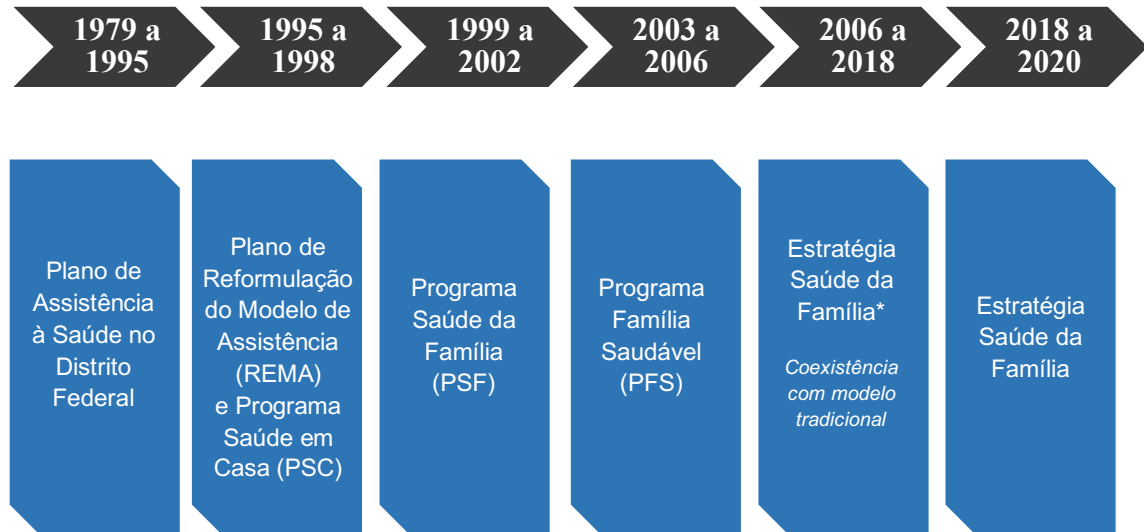 1979 a
1995
1995 a
1998
1999 a
2002
2003 a
2006
2006 a
2018
2018 a
2020
Plano de
Assistência
à Saúde no
Distrito
Federal
Plano de
Reformulação
do Modelo de
Assistência
(REMA)
e Programa
Saúde em
Casa (PSC)
Programa
Saúde da
Família
(PSF)
Programa
Família
Saudável
(PFS)
Estratégia
Saúde da
Família*
Coexistência
com modelo
tradicional
Estratégia
Saúde da
Família